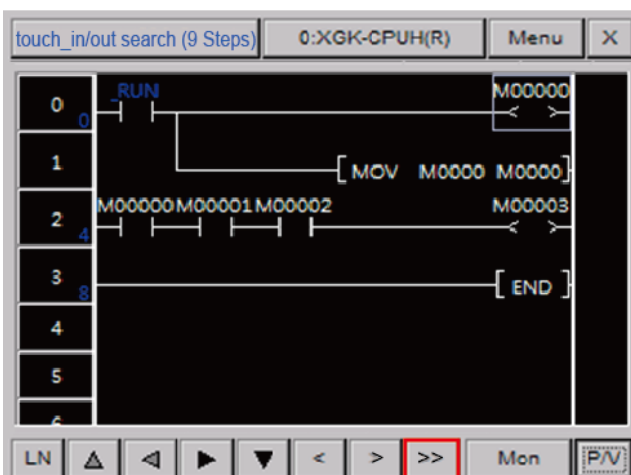 touch_in/out search (9 Steps) 0:XGK-CPUH(R) Menu X
0 0 _RUN M00000
1 MOV M0000 M0000
2 4 M00000 M00001 M00002 M00003
3 8 END
4
5
LN < > >> Mon P/V